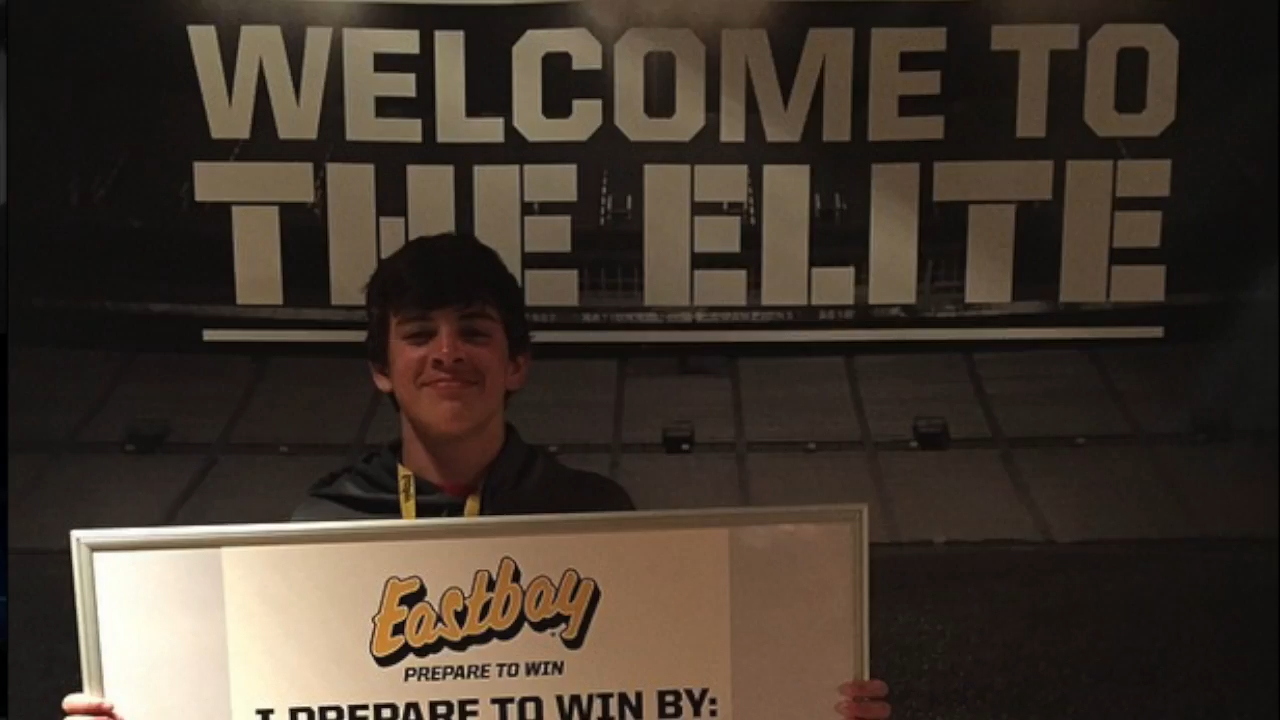 WELCOME TO
THE ELITE
Eastbay
PREPARE TO WIN
I PREPARE TO WIN BY: